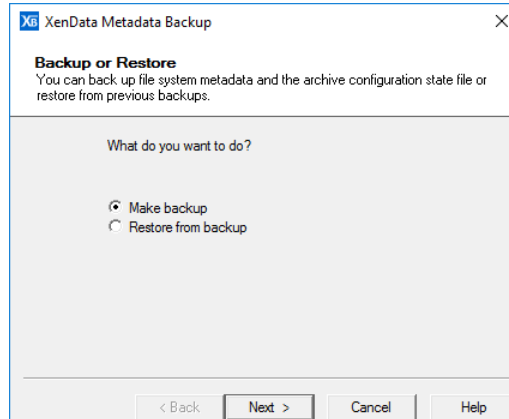 XB XenData Metadata Backup
Backup or Restore
You can back up file system metadata and the archive configuration state file or
restore from previous backups.
What do you want to do?
Make backup
Restore from backup
< Back Next > Cancel Help